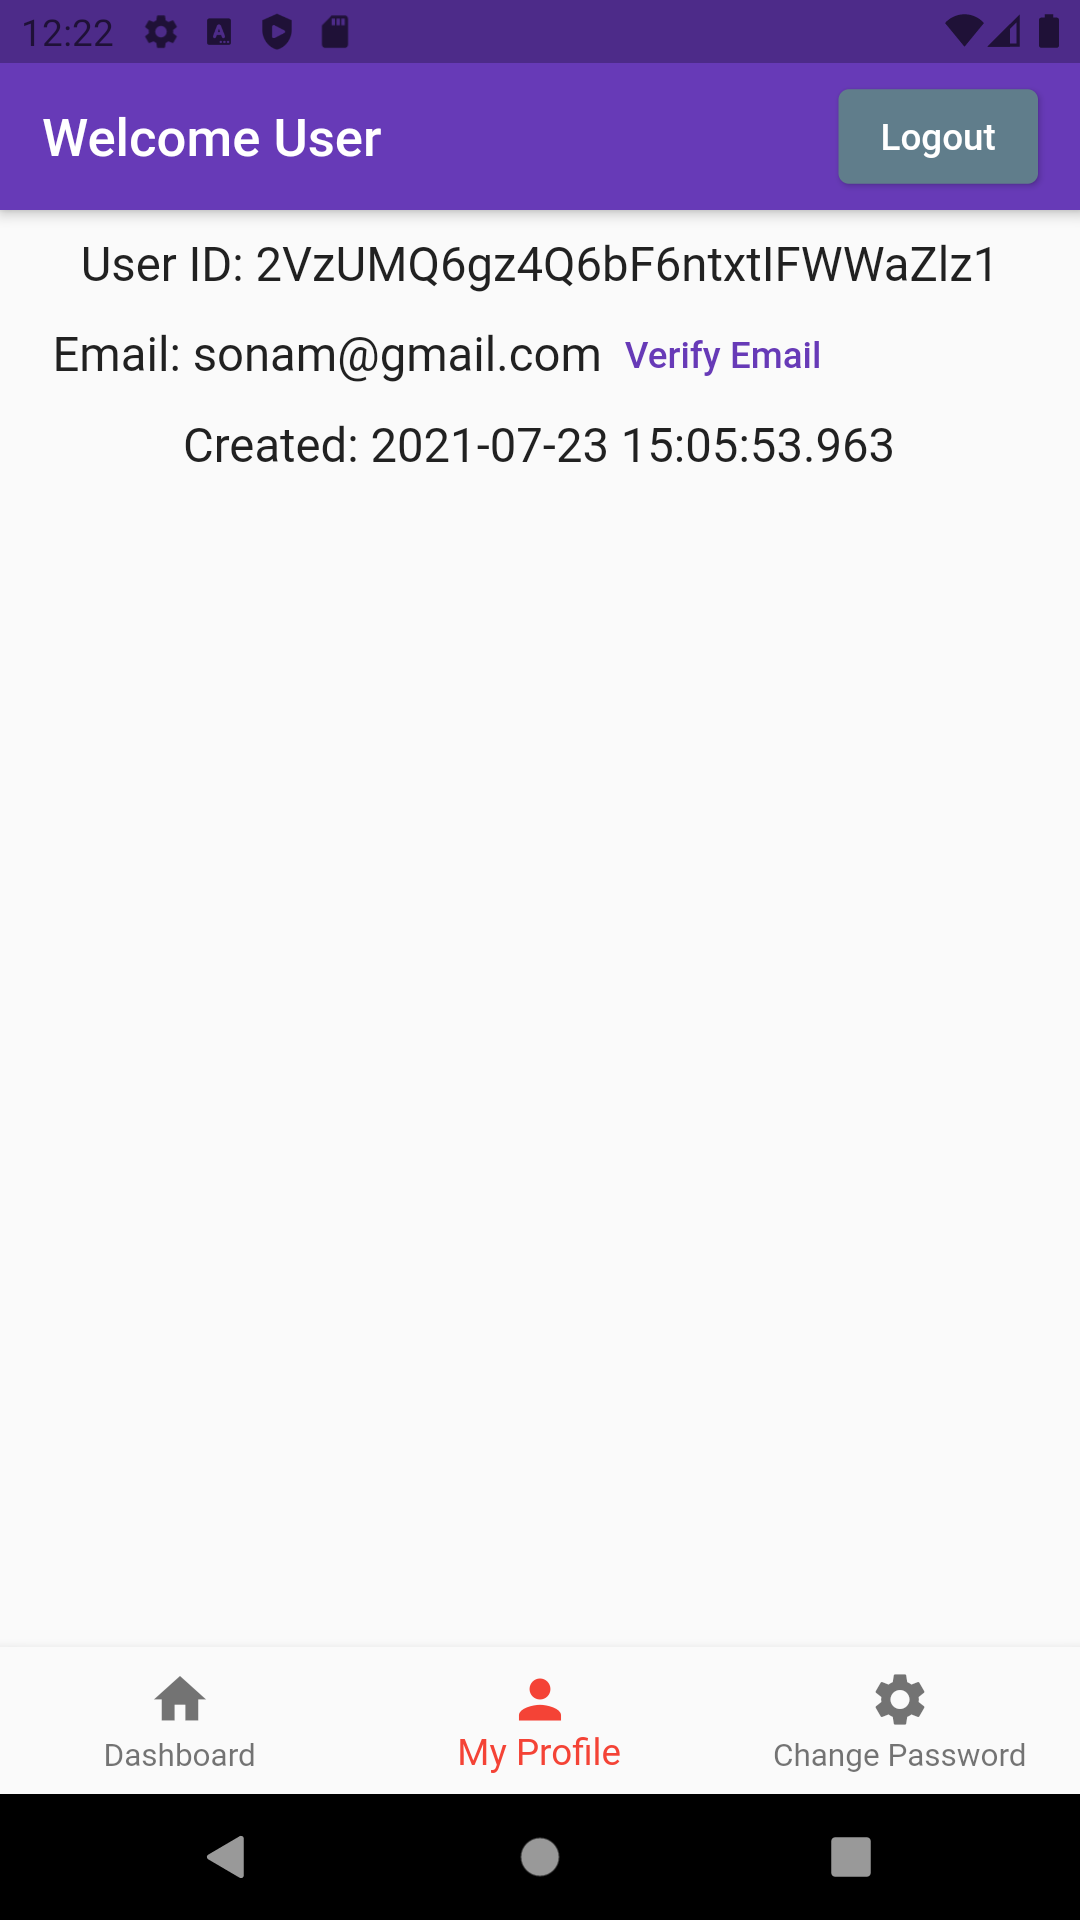 12:22
Welcome User
Logout
User ID: 2VzUMQ6gz4Q6bF6ntxtIFWWaZlz1
Email: sonam@gmail.com Verify Email
Created: 2021-07-23 15:05:53.963
Dashboard
My Profile
Change Password